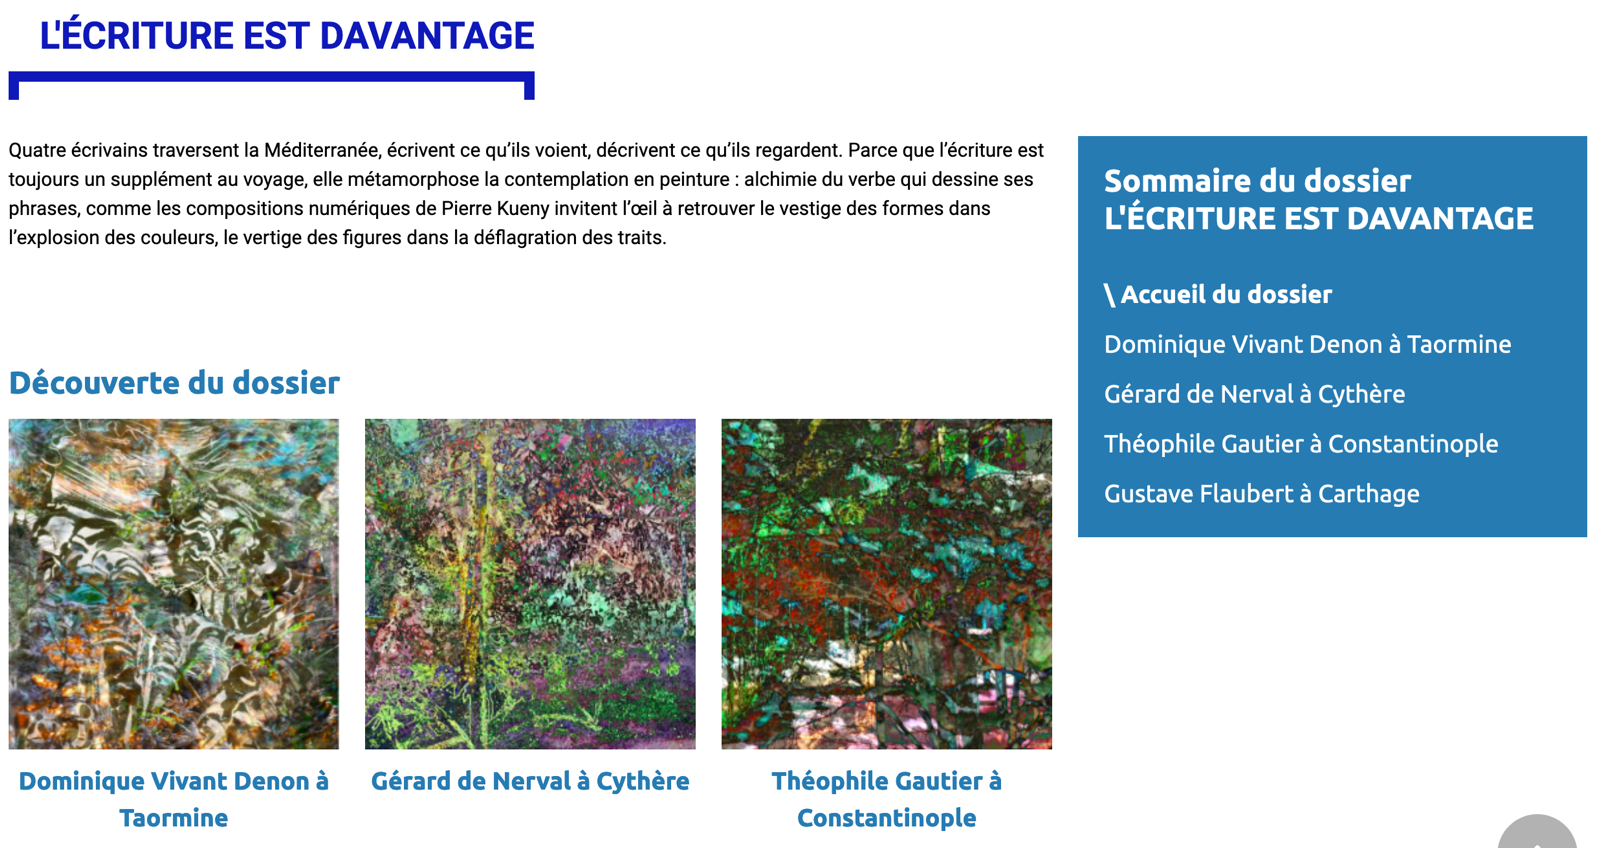 L'ÉCRITURE EST DAVANTAGE
Quatre écrivains traversent la Méditerranée, écrivent ce qu’ils voient, décrivent ce qu’ils regardent. Parce que l’écriture est
toujours un supplément au voyage, elle métamorphose la contemplation en peinture : alchimie du verbe qui dessine ses
phrases, comme les compositions numériques de Pierre Kueny invitent l’œil à retrouver le vestige des formes dans
l’explosion des couleurs, le vertige des figures dans la déflagration des traits.
Découverte du dossier
Dominique Vivant Denon à
Taormine
Gérard de Nerval à Cythère
Théophile Gautier à
Constantinople
Sommaire du dossier
L'ÉCRITURE EST DAVANTAGE
\ Accueil du dossier
Dominique Vivant Denon à Taormine
Gérard de Nerval à Cythère
Théophile Gautier à Constantinople
Gustave Flaubert à Carthage